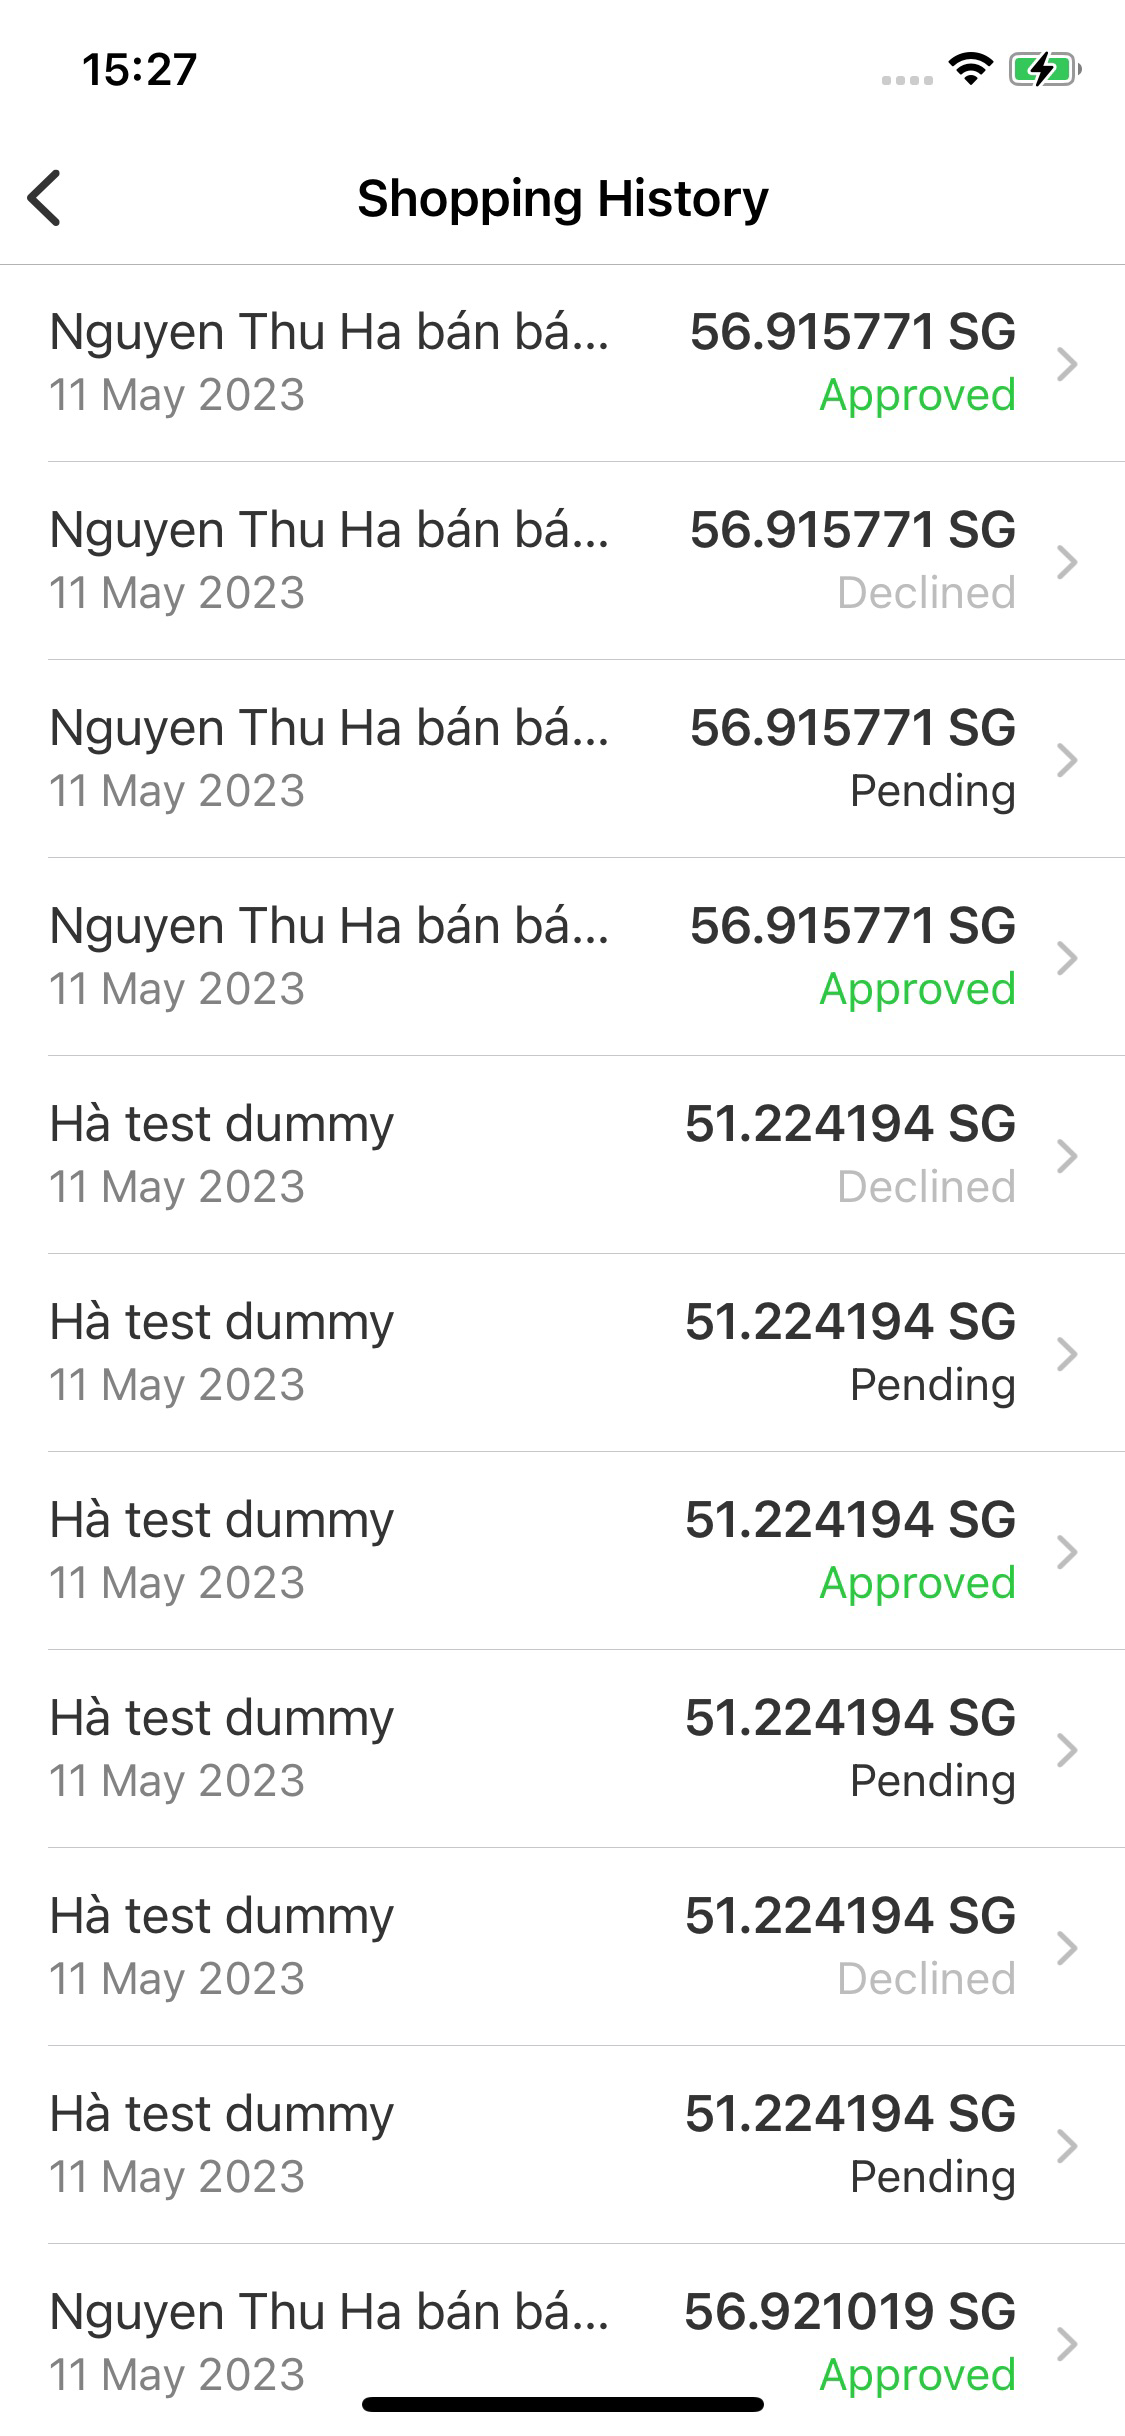 15:27
Shopping History
Nguyen Thu Ha bán bá... 56.915771 SG
11 May 2023 Approved
Nguyen Thu Ha bán bá... 56.915771 SG
11 May 2023 Declined
Nguyen Thu Ha bán bá... 56.915771 SG
11 May 2023 Pending
Nguyen Thu Ha bán bá... 56.915771 SG
11 May 2023 Approved
Hà test dummy 51.224194 SG
11 May 2023 Declined
Hà test dummy 51.224194 SG
11 May 2023 Pending
Hà test dummy 51.224194 SG
11 May 2023 Approved
Hà test dummy 51.224194 SG
11 May 2023 Pending
Hà test dummy 51.224194 SG
11 May 2023 Declined
Hà test dummy 51.224194 SG
11 May 2023 Pending
Nguyen Thu Ha bán bá... 56.921019 SG
11 May 2023 Approved